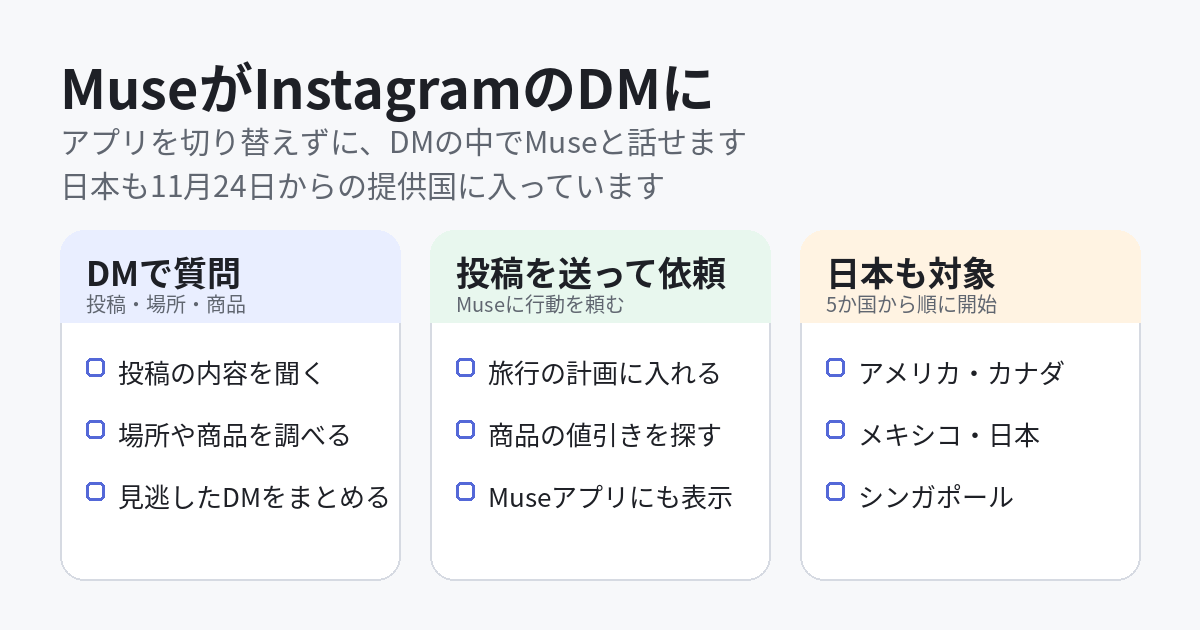 MuseがInstagramのDMに
アプリを切り替えずに、DMの中でMuseと話せます
日本も11月24日からの提供国に入っています
DMで質問
投稿・場所・商品
投稿の内容を聞く
場所や商品を調べる
見逃したDMをまとめる
投稿を送って依頼
Museに行動を頼む
旅行の計画に入れる
商品の値引きを探す
Museアプリにも表示
日本も対象
5か国から順に開始
アメリカ・カナダ
メキシコ・日本
シンガポール